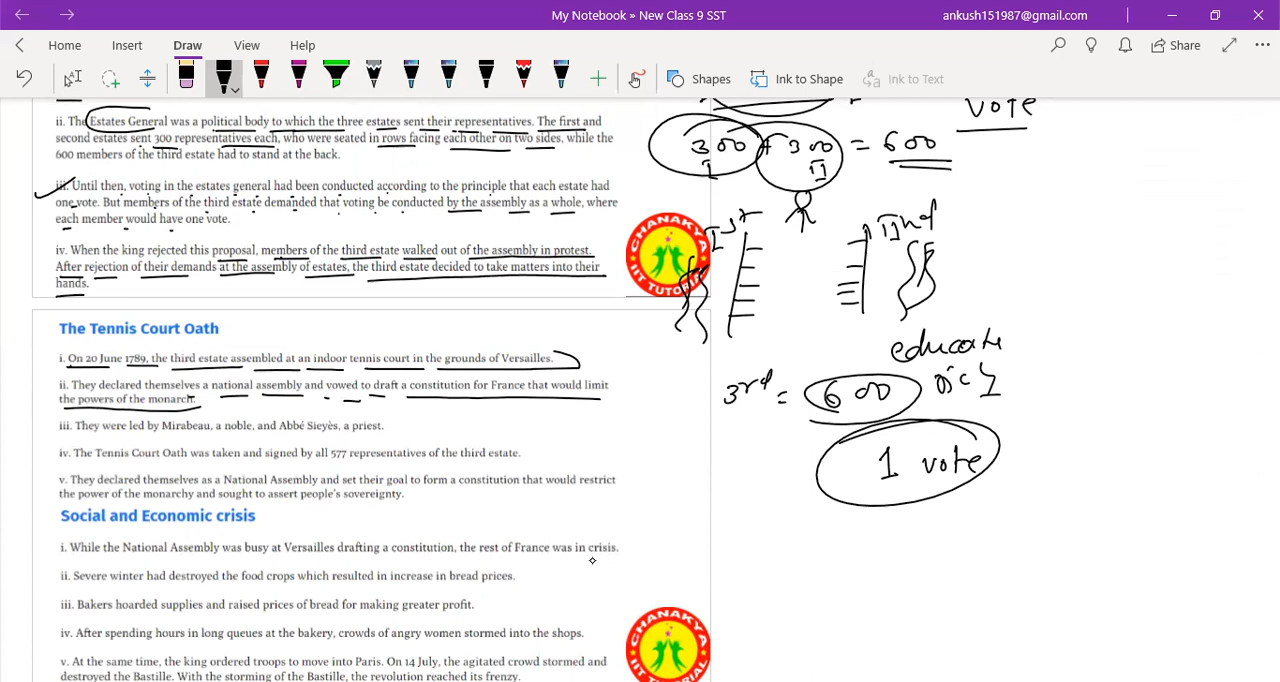 My Notebook » New Class 9 SST
ankush151987@gmail.com
Home Insert Draw View Help
Share
Shapes Ink to Shape Ink to Text
ii. The Estates General was a political body to which the three estates sent their representatives. The first and
second estates sent 300 representatives each, who were seated in rows facing each other on two sides, while the
600 members of the third estate had to stand at the back.
iii. Until then, voting in the estates general had been conducted according to the principle that each estate had
one vote. But members of the third estate demanded that voting be conducted by the assembly as a whole, where
each member would have one vote.
iv. When the king rejected this proposal, members of the third estate walked out of the assembly in protest.
After rejection of their demands at the assembly of estates, the third estate decided to take matters into their
hands.
CHANAKYA
IIT TUTORIAL
The Tennis Court Oath
i. On 20 June 1789, the third estate assembled at an indoor tennis court in the grounds of Versailles.
ii. They declared themselves a national assembly and vowed to draft a constitution for France that would limit
the powers of the monarch.
iii. They were led by Mirabeau, a noble, and Abbé Sieyès, a priest.
iv. The Tennis Court Oath was taken and signed by all 577 representatives of the third estate.
v. They declared themselves as a National Assembly and set their goal to form a constitution that would restrict
the power of the monarchy and sought to assert people's sovereignty.
Social and Economic crisis
i. While the National Assembly was busy at Versailles drafting a constitution, the rest of France was in crisis.
ii. Severe winter had destroyed the food crops which resulted in increase in bread prices.
iii. Bakers hoarded supplies and raised prices of bread for making greater profit.
iv. After spending hours in long queues at the bakery, crowds of angry women stormed into the shops.
v. At the same time, the king ordered troops to move into Paris. On 14 July, the agitated crowd stormed and
destroyed the Bastille. With the storming of the Bastille, the revolution reached its frenzy.
CHANAKYA
IIT TUTORIAL
vote
300 + 300 = 600
I II
Ist IInd
educate
3rd = 600
1 vote